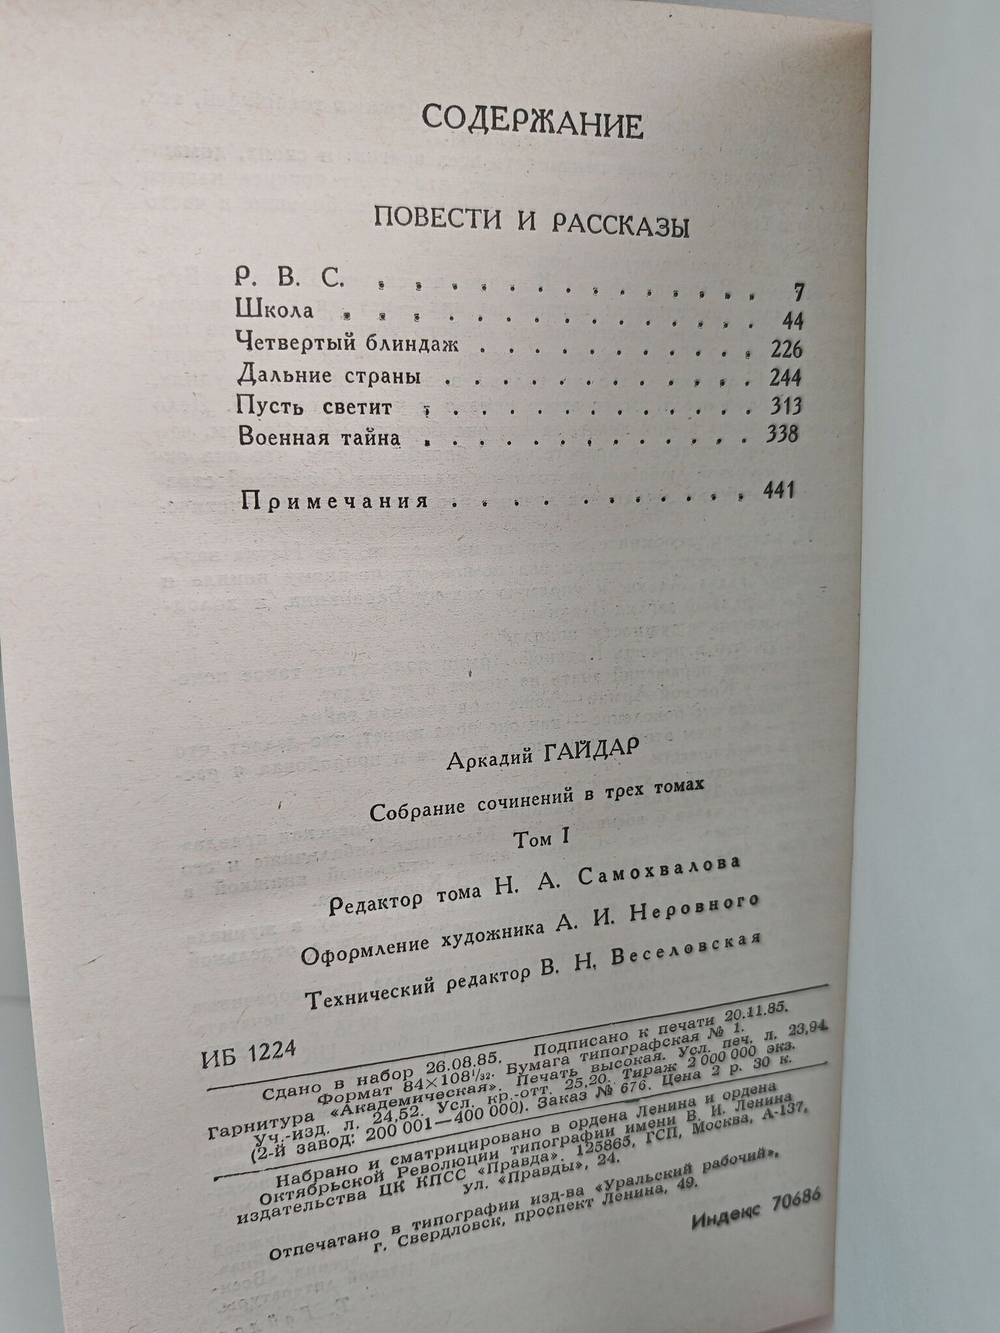 СОДЕРЖАНИЕ
ПОВЕСТИ И РАССКАЗЫ
Р. В. С. . . . . . . . . . . . . 7
Школа . . . . . . . . . . . . . 44
Четвертый блиндаж . . . . . . . . . . 226
Дальние страны . . . . . . . . . . . 244
Пусть светит . . . . . . . . . . . . 313
Военная тайна . . . . . . . . . . . . 338
Примечания . . . . . . . . . . . 441
Аркадий ГАЙДАР
Собрание сочинений в трех томах
Том I
Редактор тома Н. А. Самохвалова
Оформление художника А. И. Неровного
Технический редактор В. Н. Веселовская
ИБ 1224
Сдано в набор 26.08.85. Подписано к печати 20.11.85.
Формат 84×108¹/₃₂. Бумага типографская № 1.
Гарнитура «Академическая». Печать высокая. Усл. печ. л. 23,94.
Уч.-изд. л. 24,52. Усл. кр.-отт. 25,20. Тираж 2 000 000 экз.
(2-й завод: 200 001—400 000). Заказ № 676. Цена 2 р. 30 к.
Набрано и сматрицировано в ордена Ленина и ордена
Октябрьской Революции типографии имени В. И. Ленина
издательства ЦК КПСС «Правда». 125865, ГСП, Москва, А-137,
ул. «Правды», 24.
Отпечатано в типографии изд-ва «Уральский рабочий»,
г. Свердловск, проспект Ленина, 49.
Индекс 70686